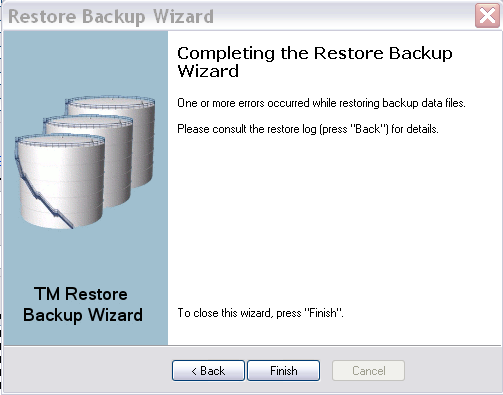 Restore Backup Wizard
Completing the Restore Backup
Wizard
One or more errors occurred while restoring backup data files.
Please consult the restore log (press "Back") for details.
TM Restore
Backup Wizard
To close this wizard, press "Finish".
< Back
Finish
Cancel